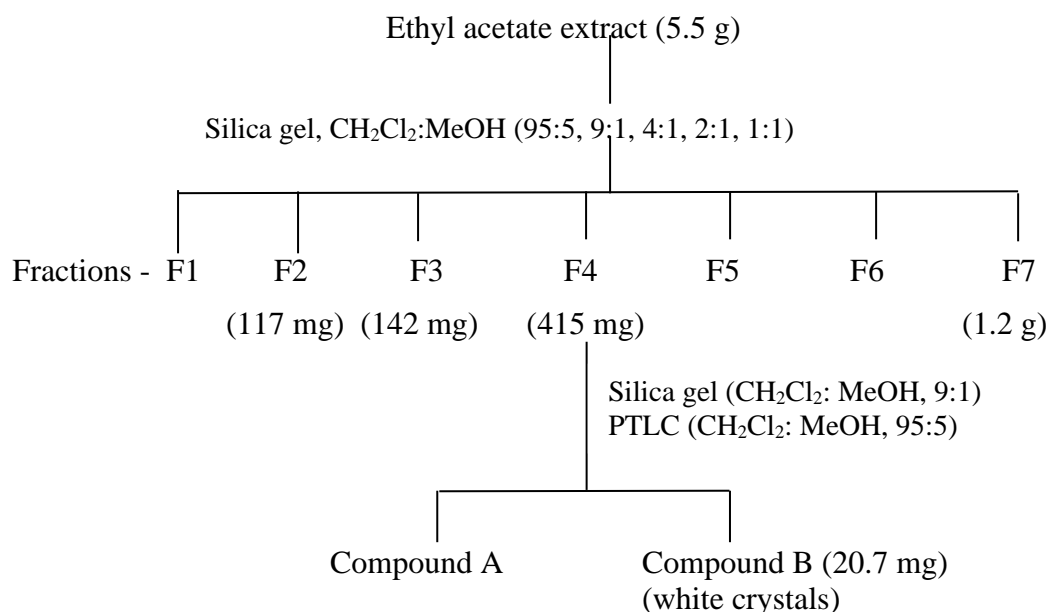 Ethyl acetate extract (5.5 g)
Silica gel, CH₂Cl₂:MeOH (95:5, 9:1, 4:1, 2:1, 1:1)
Fractions - F1 F2 F3 F4 F5 F6 F7
(117 mg) (142 mg) (415 mg) (1.2 g)
Silica gel (CH₂Cl₂: MeOH, 9:1)
PTLC (CH₂Cl₂: MeOH, 95:5)
Compound A Compound B (20.7 mg)
(white crystals)